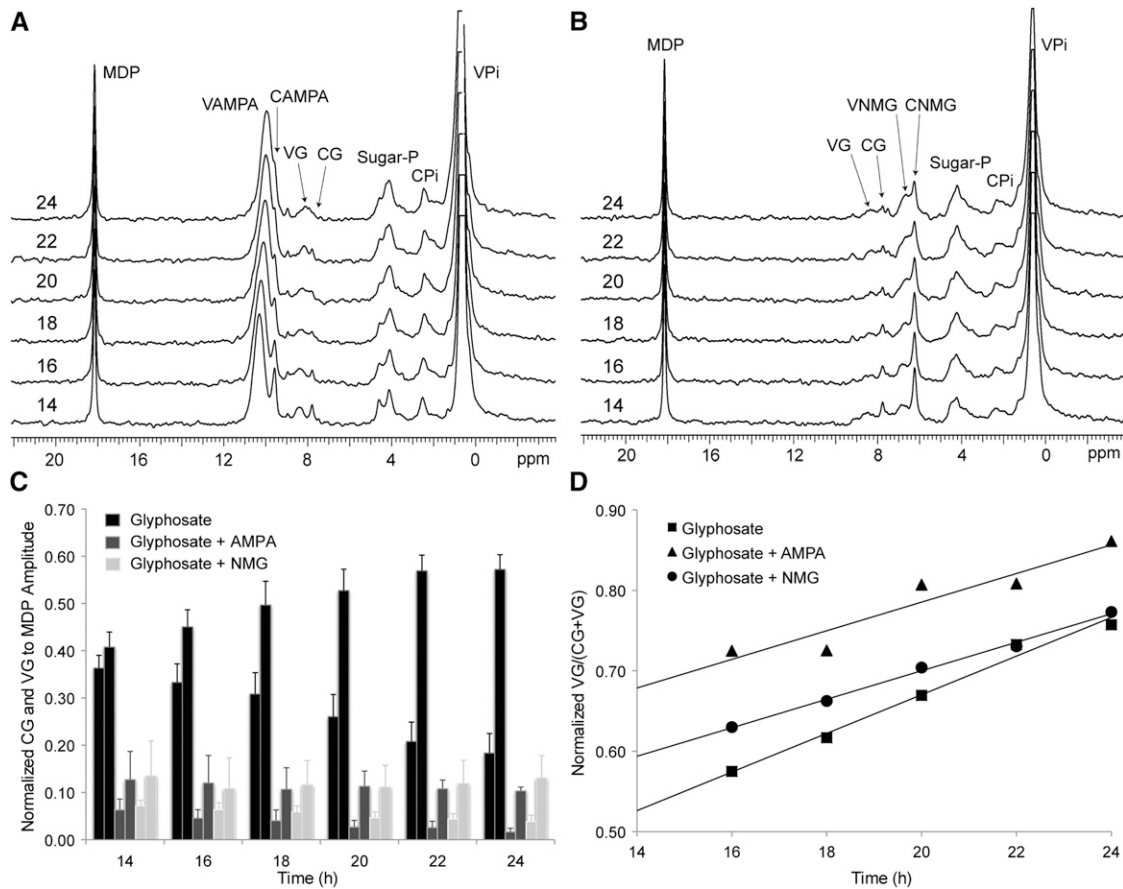 A
MDP
VAMPA
CAMPA
VG
CG
Sugar-P
CPi
VPi
24
22
20
18
16
14
20 16 12 8 4 0 ppm
B
MDP
VPi
VNMG
CNMG
VG
CG
Sugar-P
CPi
24
22
20
18
16
14
20 16 12 8 4 0 ppm
C
Normalized CG and VG to MDP Amplitude
0.70
0.60
0.50
0.40
0.30
0.20
0.10
0.00
Glyphosate
Glyphosate + AMPA
Glyphosate + NMG
14 16 18 20 22 24
Time (h)
D
Normalized VG/(CG+VG)
0.90
0.80
0.70
0.60
0.50
Glyphosate
Glyphosate + AMPA
Glyphosate + NMG
14 16 18 20 22 24
Time (h)